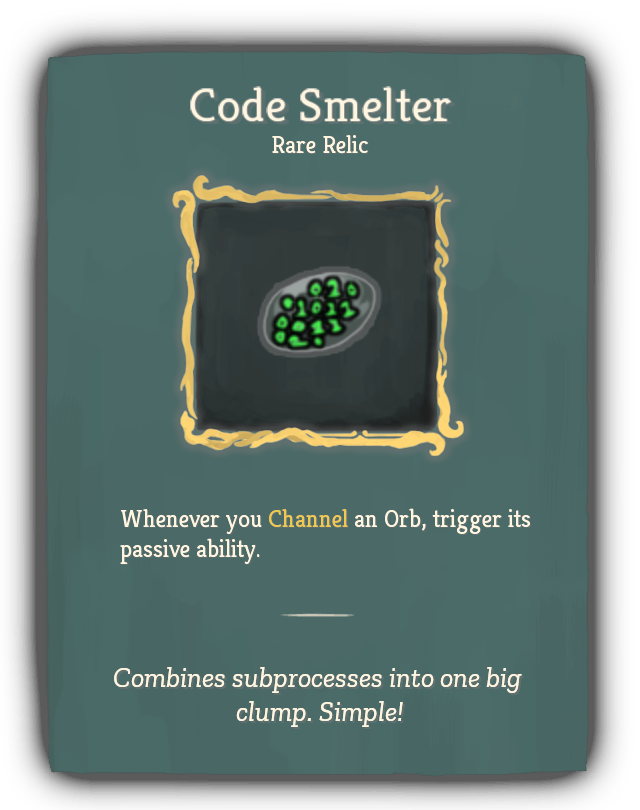 Code Smelter
Rare Relic
Whenever you Channel an Orb, trigger its
passive ability.
Combines subprocesses into one big
clump. Simple!